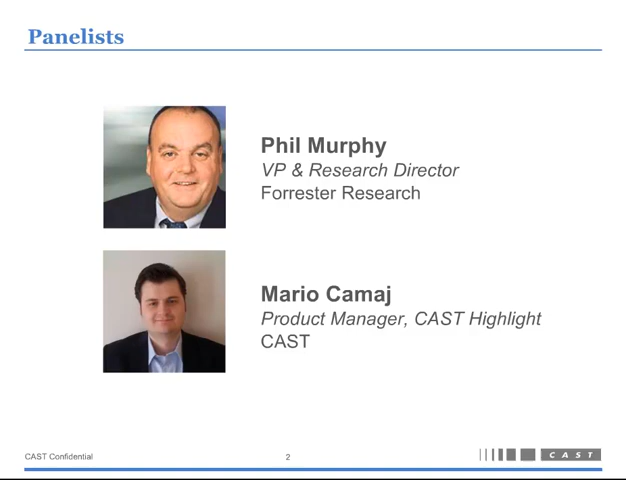 Panelists
Phil Murphy
VP & Research Director
Forrester Research
Mario Camaj
Product Manager, CAST Highlight
CAST
CAST Confidential
2
CAST